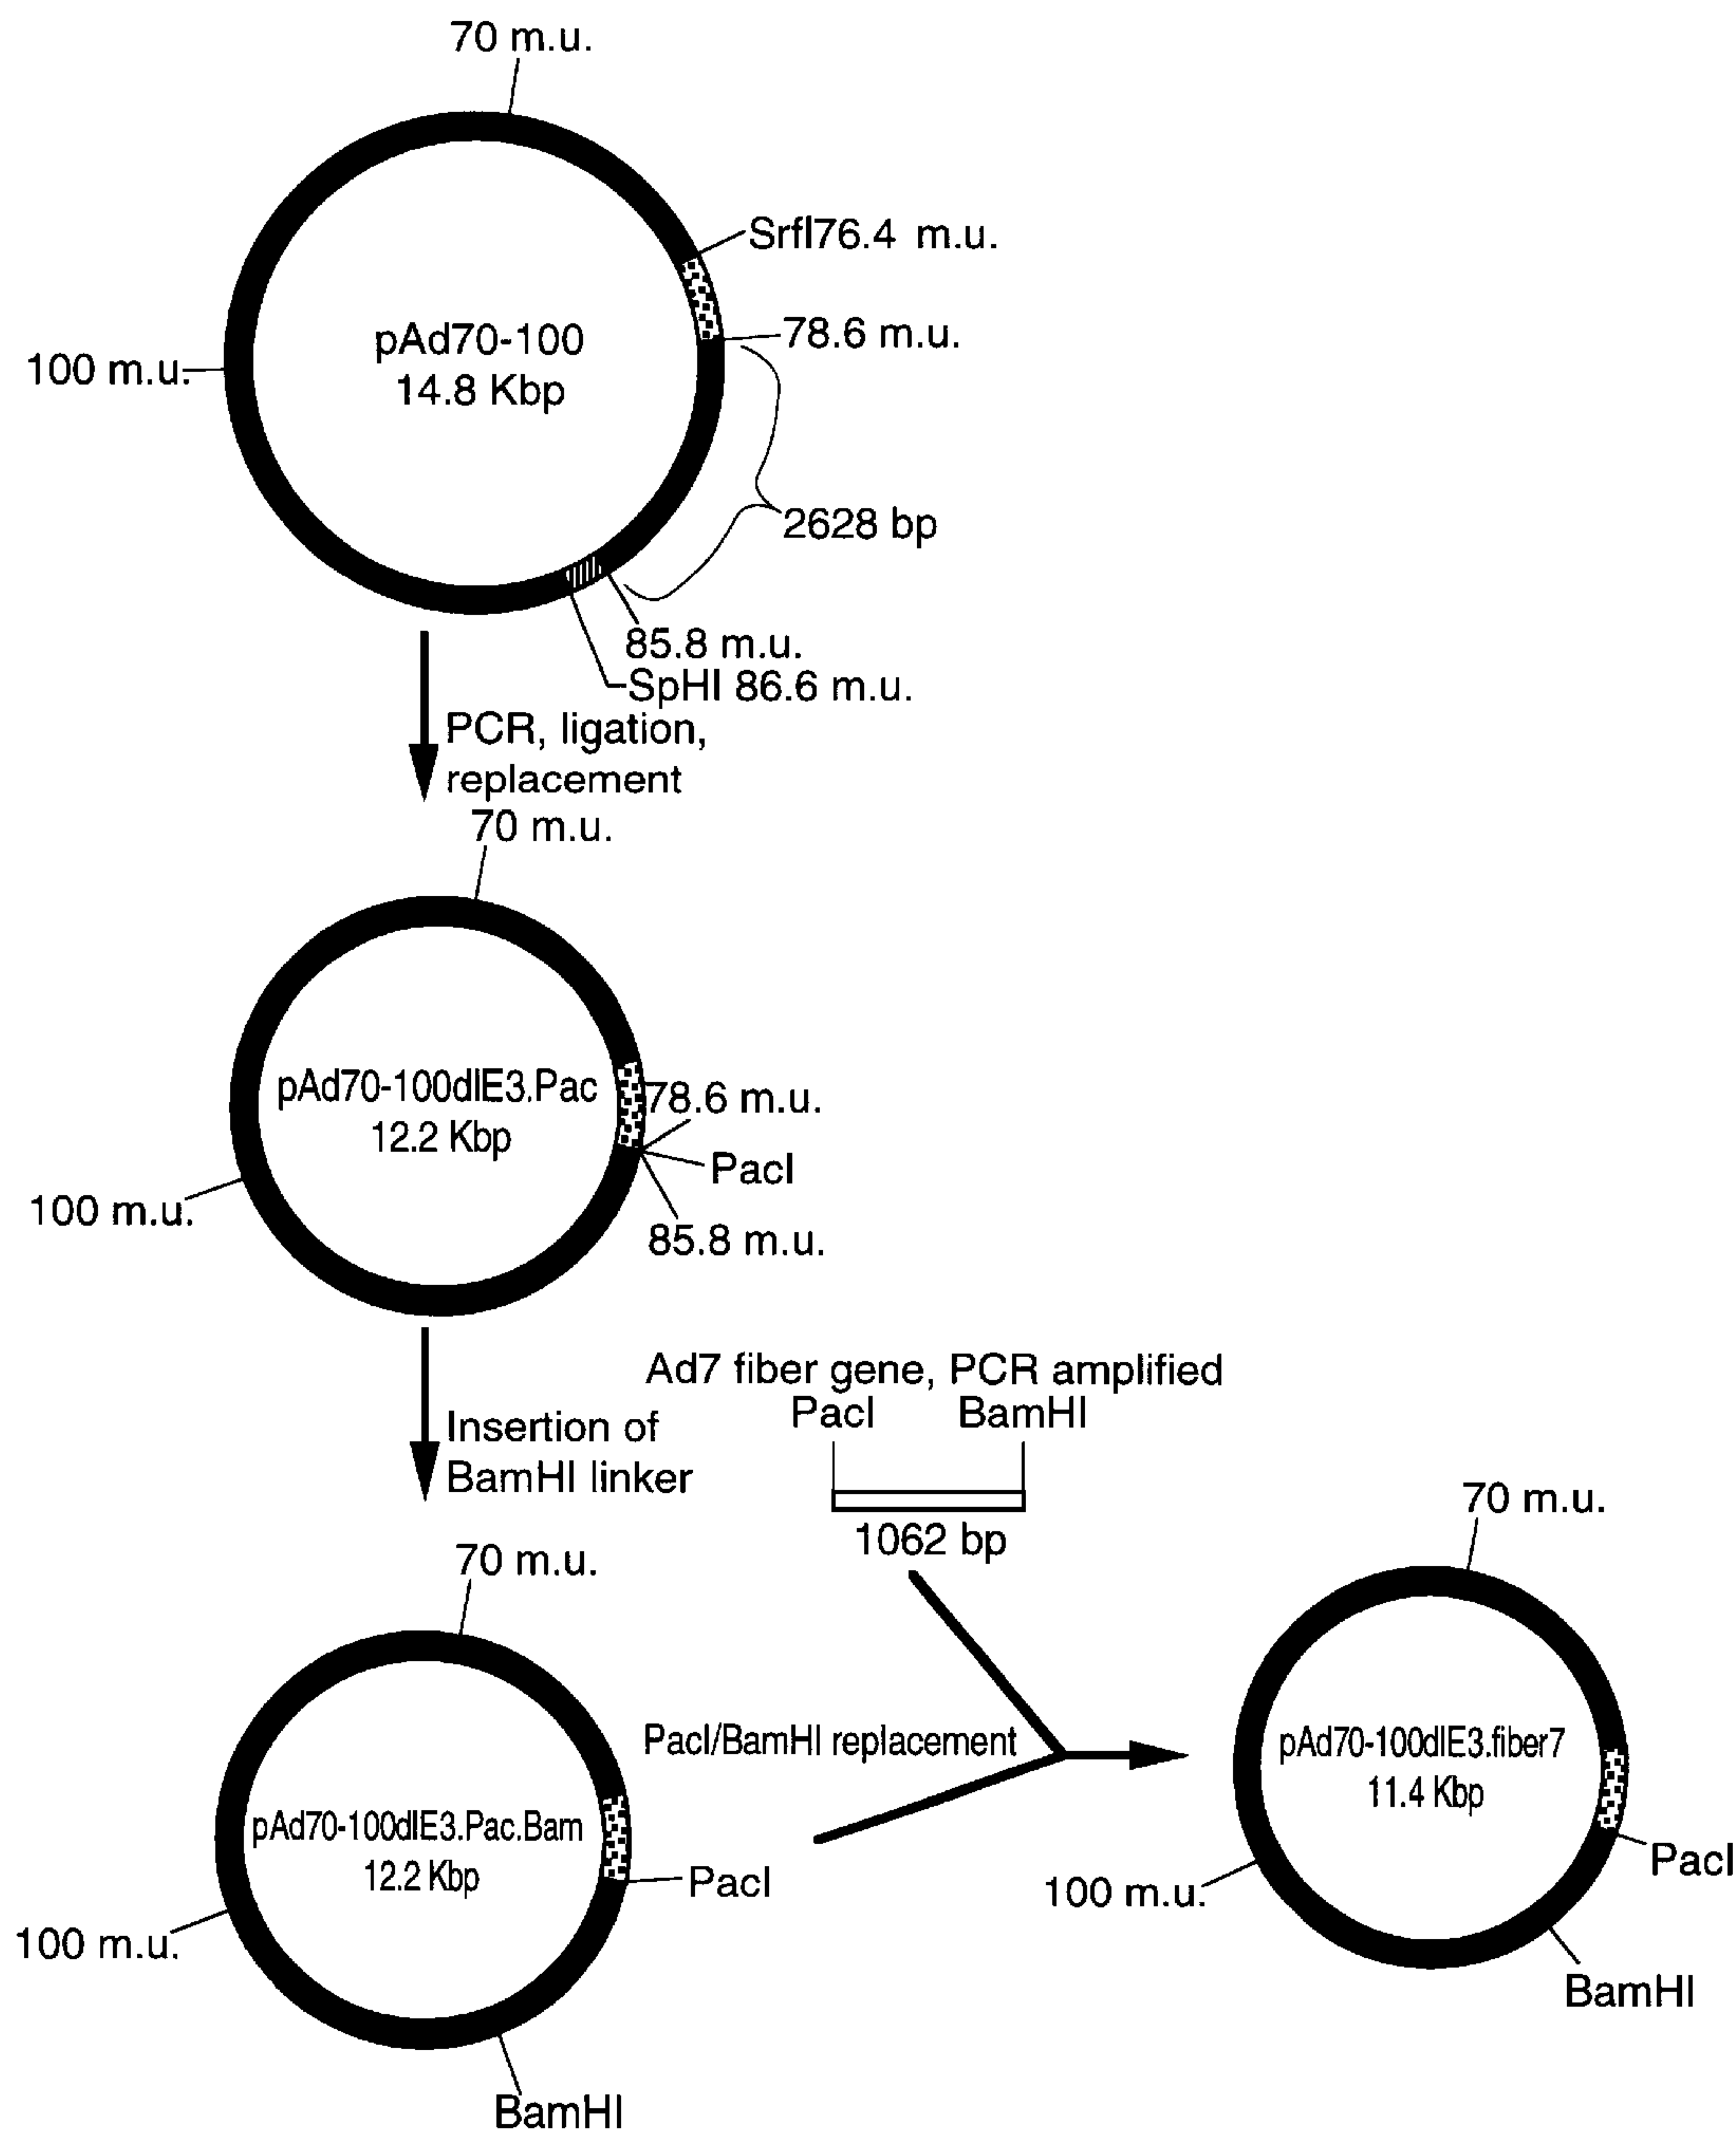 70 m.u.
SrfI76.4 m.u.
pAd70-100
14.8 Kbp
78.6 m.u.
100 m.u.
2628 bp
85.8 m.u.
SpHI 86.6 m.u.
PCR, ligation,
replacement
70 m.u.
pAd70-100dlE3.Pac
12.2 Kbp
78.6 m.u.
PacI
100 m.u.
85.8 m.u.
Insertion of
BamHI linker
Ad7 fiber gene, PCR amplified
PacI BamHI
1062 bp
70 m.u.
70 m.u.
PacI/BamHI replacement
pAd70-100dlE3.Pac.Bam
12.2 Kbp
PacI
100 m.u.
BamHI
pAd70-100dlE3.fiber7
11.4 Kbp
PacI
100 m.u.
BamHI